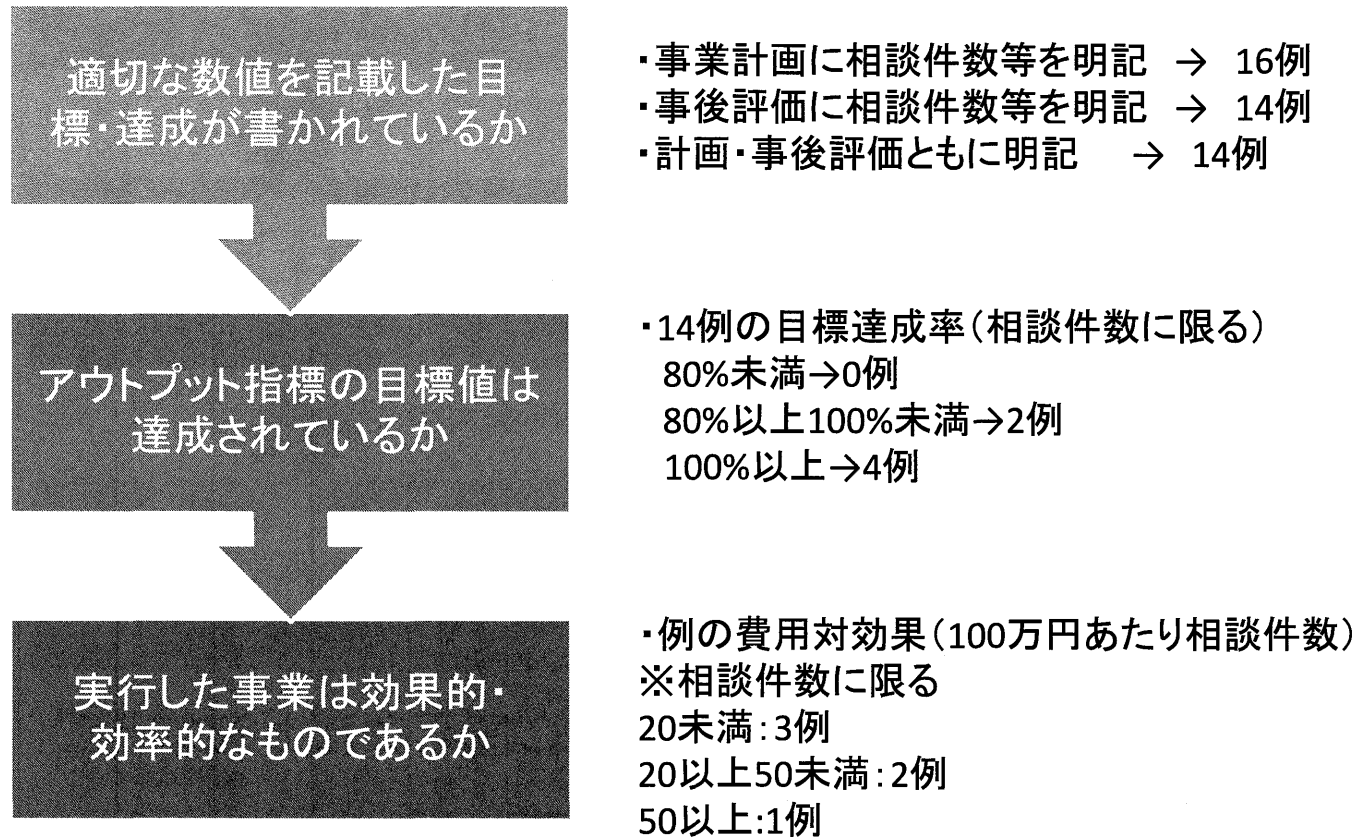 適切な数値を記載した目
標・達成が書かれているか
・事業計画に相談件数等を明記 → 16例
・事後評価に相談件数等を明記 → 14例
・計画・事後評価ともに明記 → 14例
アウトプット指標の目標値は
達成されているか
・14例の目標達成率(相談件数に限る)
80%未満→0例
80%以上100%未満→2例
100%以上→4例
実行した事業は効果的・
効率的なものであるか
・例の費用対効果(100万円あたり相談件数)
※相談件数に限る
20未満:3例
20以上50未満:2例
50以上:1例